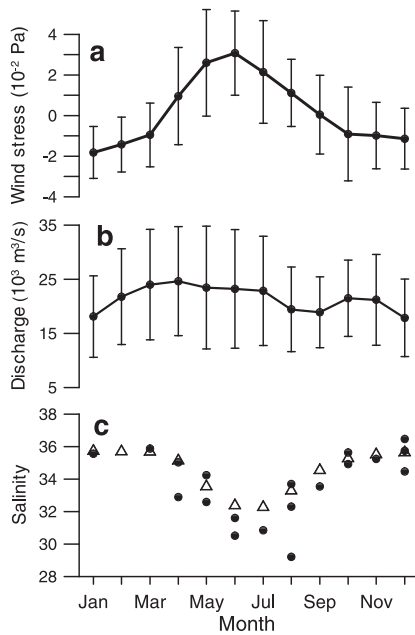 a
Wind stress (10⁻² Pa)
4
2
0
-2
-4
b
Discharge (10³ m³/s)
35
25
15
5
c
Salinity
38
36
34
32
30
28
Jan Mar May Jul Sep Nov
Month